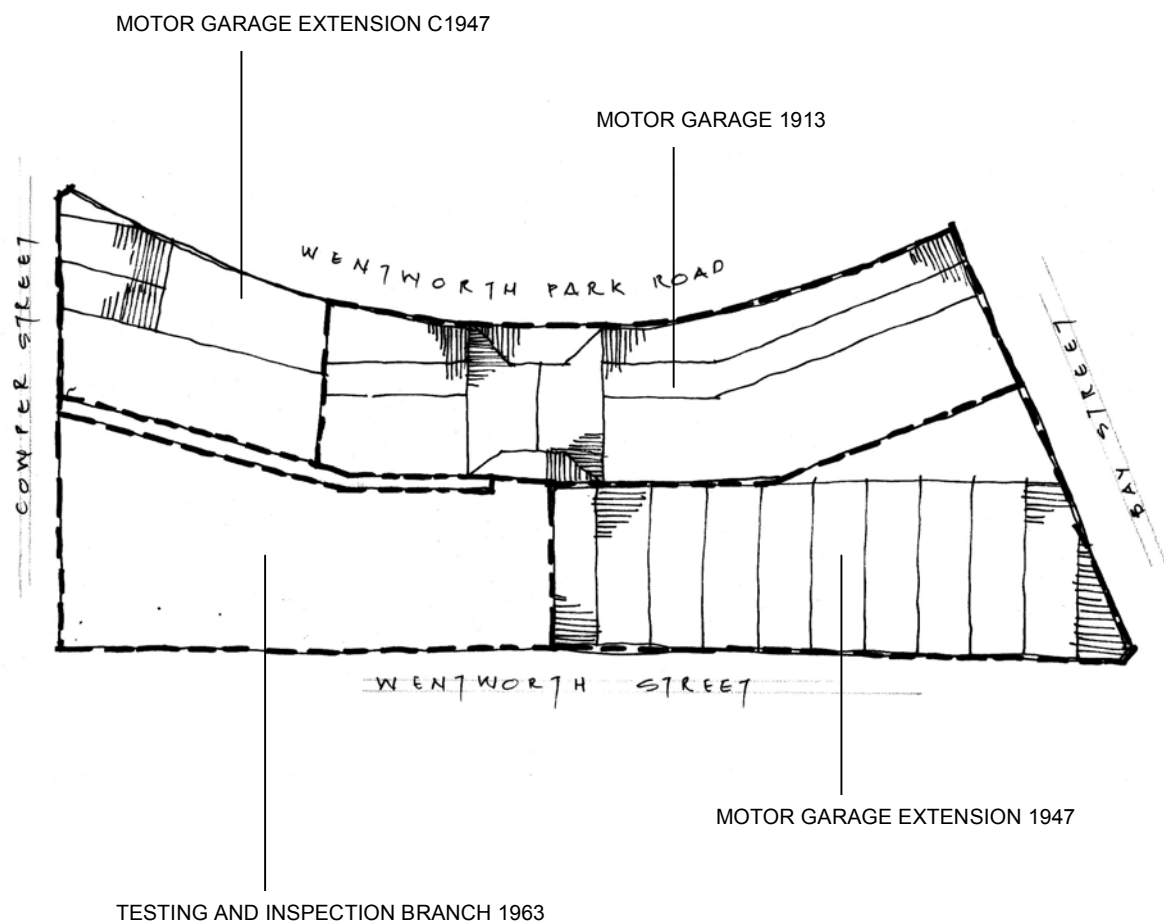 MOTOR GARAGE EXTENSION C1947
MOTOR GARAGE 1913
WENTWORTH PARK ROAD
COWPER STREET
BAY STREET
WENTWORTH STREET
MOTOR GARAGE EXTENSION 1947
TESTING AND INSPECTION BRANCH 1963